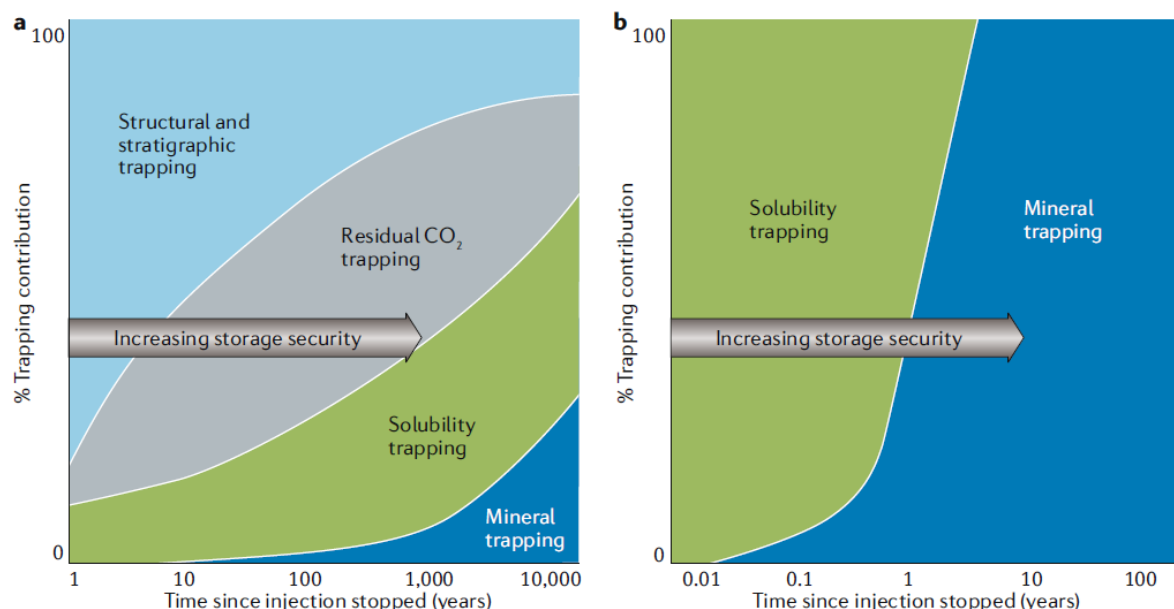 a
100
Structural and
stratigraphic
trapping
Residual CO₂
trapping
Increasing storage security
Solubility
trapping
Mineral
trapping
0
% Trapping contribution
1 10 100 1,000 10,000
Time since injection stopped (years)
b
100
Solubility
trapping
Mineral
trapping
Increasing storage security
0
% Trapping contribution
0.01 0.1 1 10 100
Time since injection stopped (years)